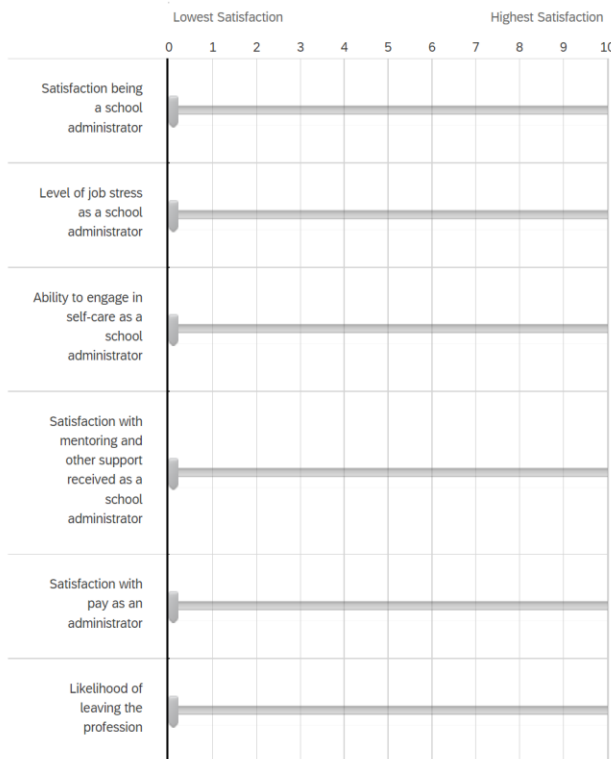 Lowest Satisfaction Highest Satisfaction
0 1 2 3 4 5 6 7 8 9 10
Satisfaction being
a school
administrator
Level of job stress
as a school
administrator
Ability to engage in
self-care as a
school
administrator
Satisfaction with
mentoring and
other support
received as a
school
administrator
Satisfaction with
pay as an
administrator
Likelihood of
leaving the
profession